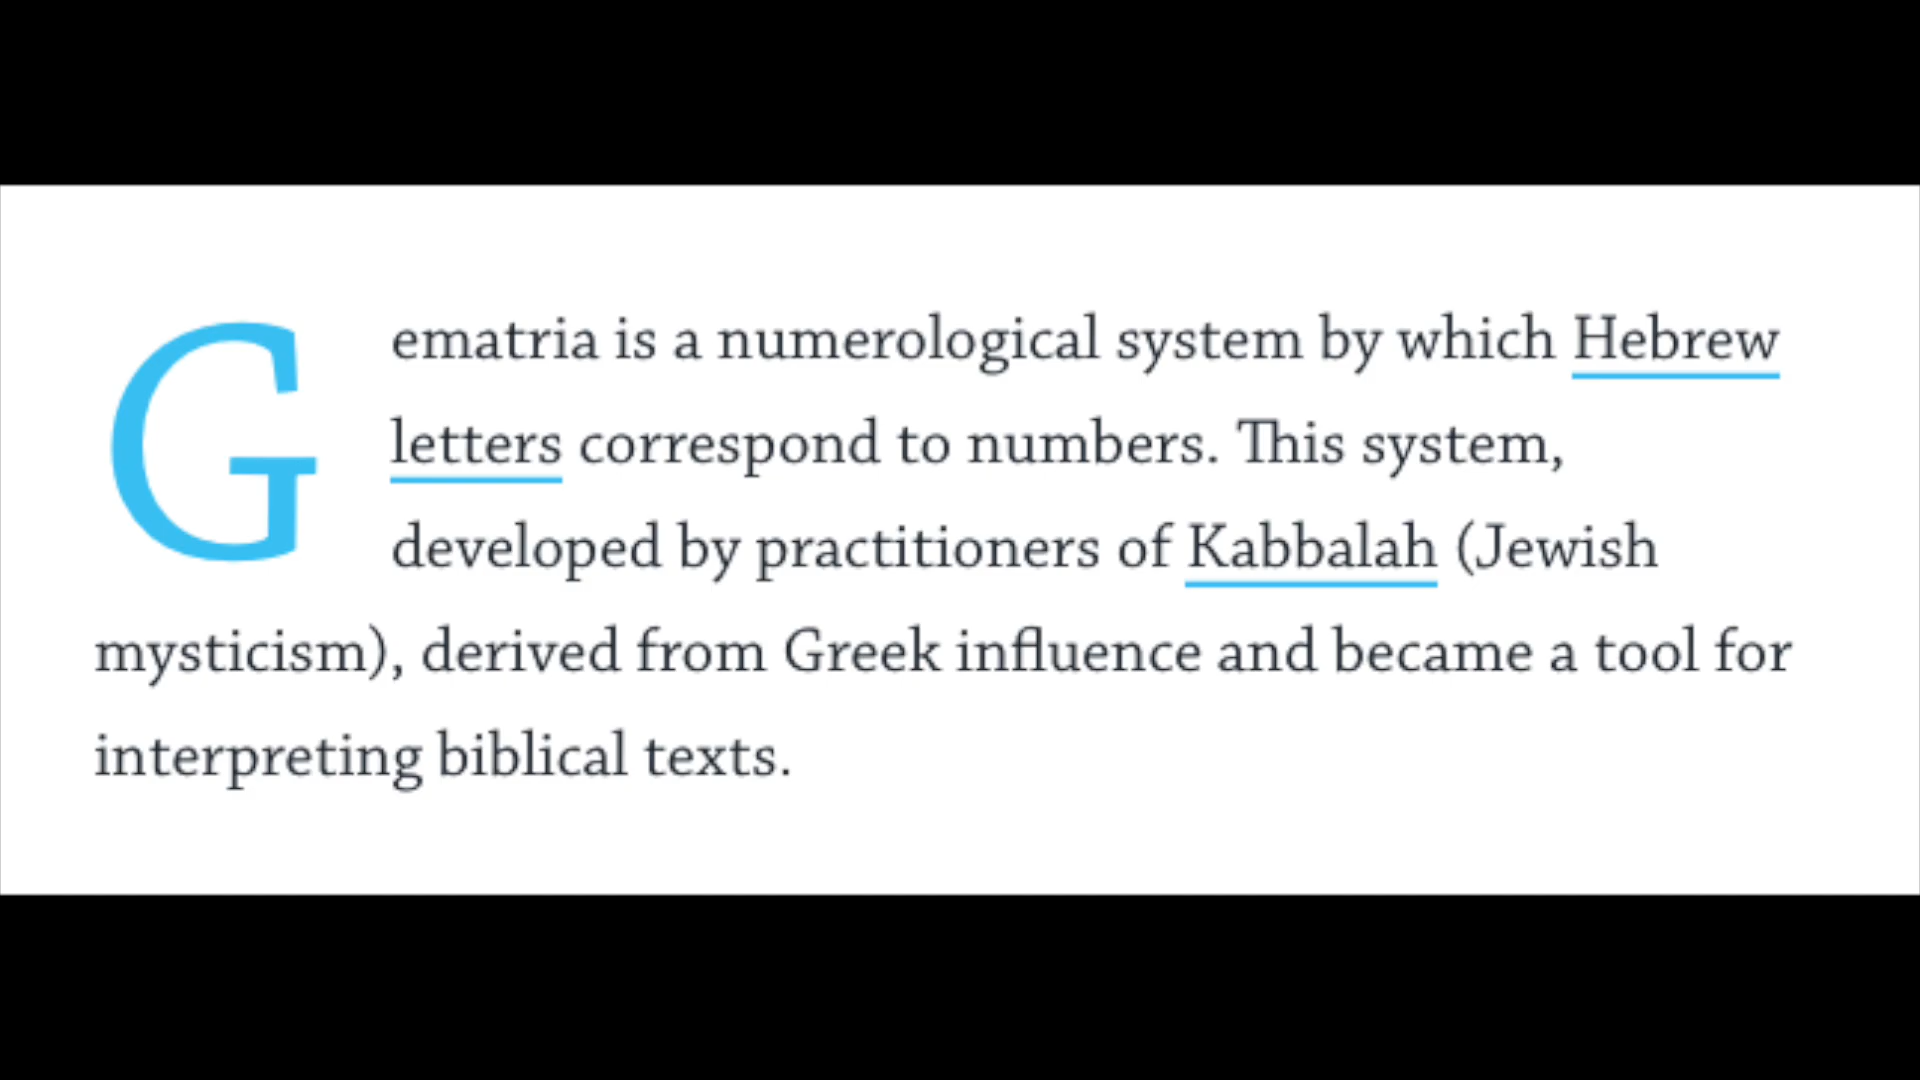 Gematria is a numerological system by which Hebrew
letters correspond to numbers. This system,
developed by practitioners of Kabbalah (Jewish
mysticism), derived from Greek influence and became a tool for
interpreting biblical texts.